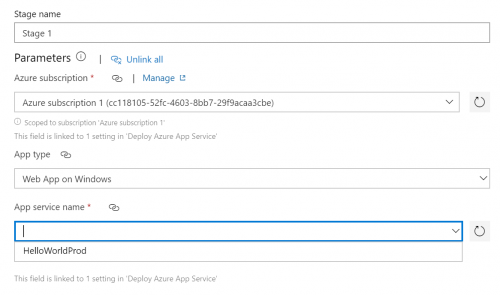 Stage name
Stage 1
Parameters | Unlink all
Azure subscription * | Manage
Azure subscription 1 (cc118105-52fc-4603-8bb7-29f9acaa3cbe)
Scoped to subscription 'Azure subscription 1'
This field is linked to 1 setting in 'Deploy Azure App Service'
App type
Web App on Windows
App service name *
HelloWorldProd
This field is linked to 1 setting in 'Deploy Azure App Service'